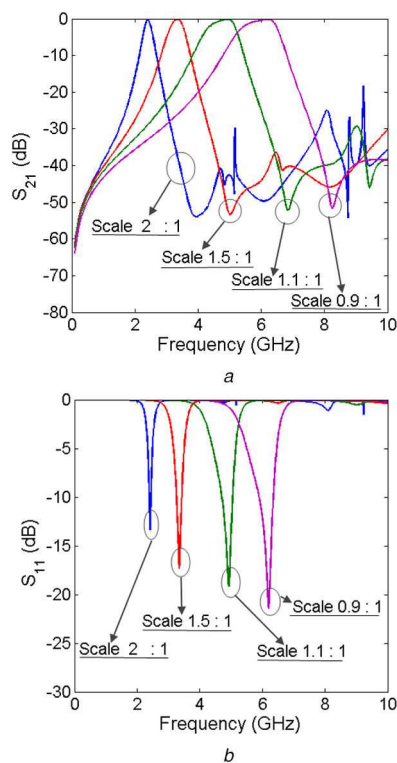 0
-10
-20
-30
-40
-50
-60
-70
-80
S21 (dB)
Scale 2 : 1
Scale 1.5 : 1
Scale 1.1 : 1
Scale 0.9 : 1
0 2 4 6 8 10
Frequency (GHz)
a
0
-5
-10
-15
-20
-25
-30
S11 (dB)
Scale 0.9 : 1
Scale 1.5 : 1
Scale 2 : 1
Scale 1.1 : 1
0 2 4 6 8 10
Frequency (GHz)
b